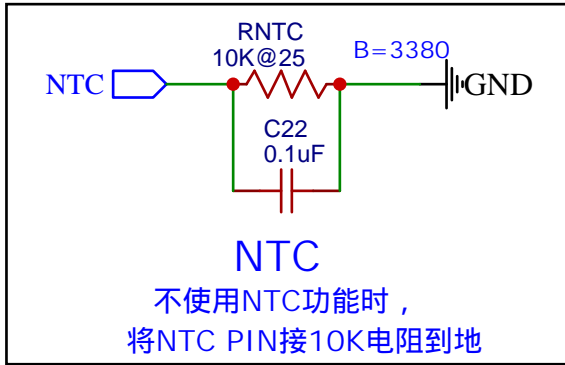 RNTC
10K@25
B=3380
NTC
GND
C22
0.1uF
NTC
不使用NTC功能时，
将NTC PIN接10K电阻到地